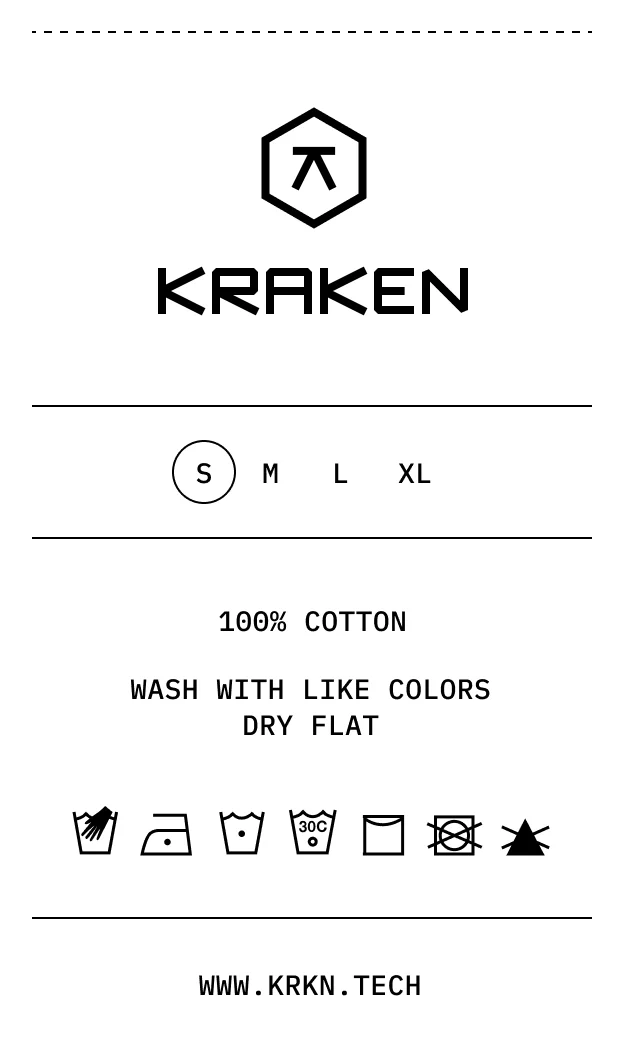 KRAKEN
S M L XL
100% COTTON
WASH WITH LIKE COLORS
DRY FLAT
30C
WWW.KRKN.TECH